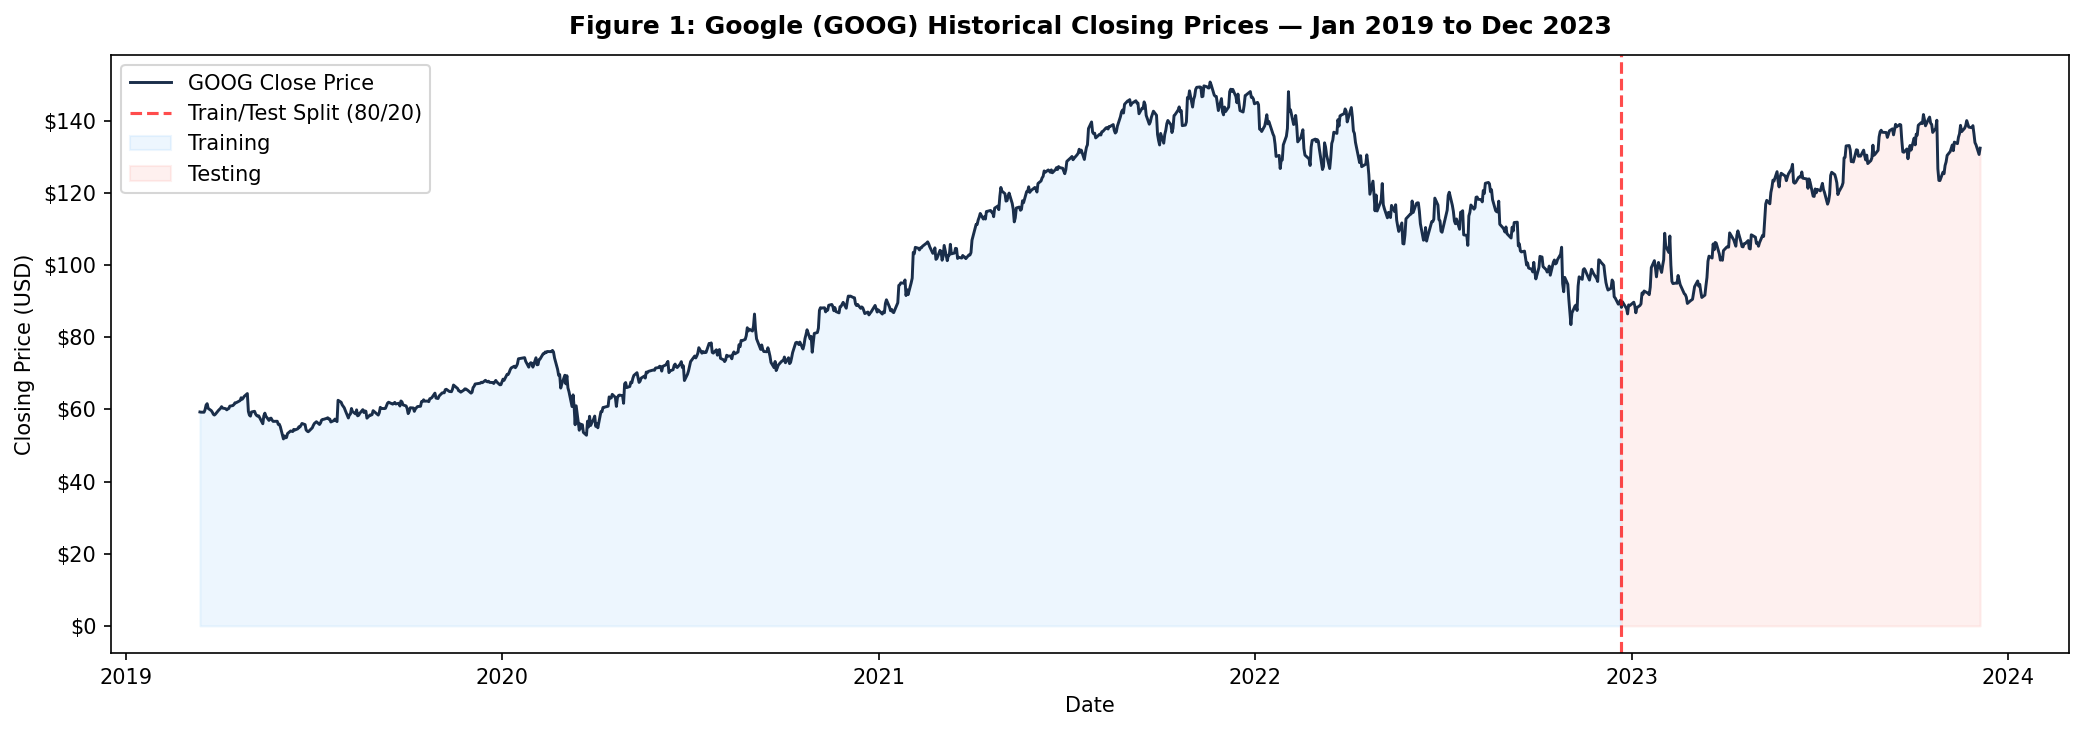 Figure 1: Google (GOOG) Historical Closing Prices — Jan 2019 to Dec 2023
GOOG Close Price
Train/Test Split (80/20)
Training
Testing
Closing Price (USD)
$140
$120
$100
$80
$60
$40
$20
$0
2019 2020 2021 2022 2023 2024
Date